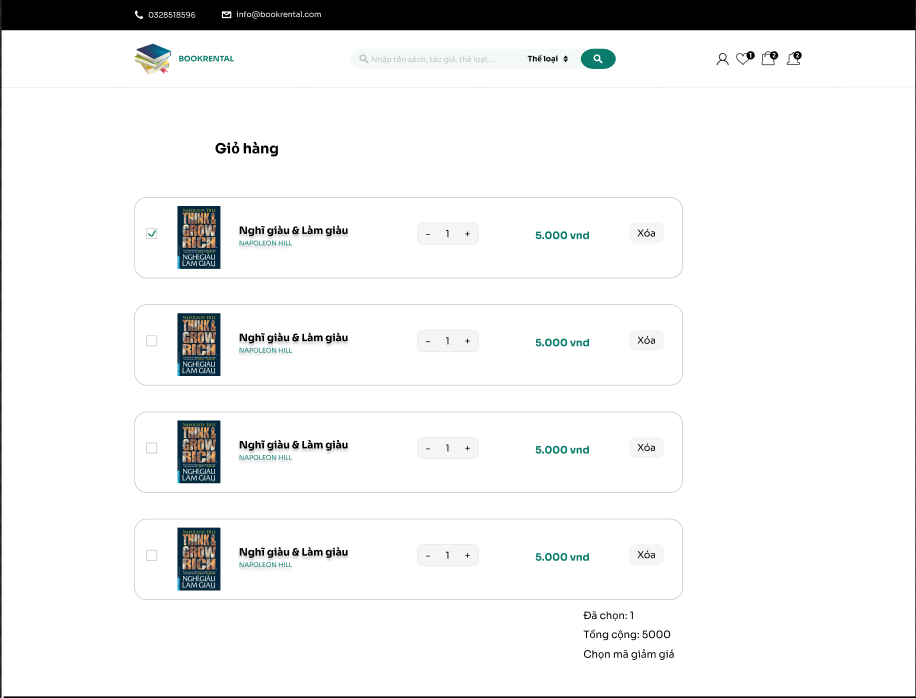 0328518596 info@bookrental.com
BOOKRENTAL Nhập tên sách, tác giả, thể loại, ... Thể loại 1 2 2
Giỏ hàng
NAPOLEON HILL
THINK &
GROW
RICH
NGHĨ GIÀU
LÀM GIÀU
Nghĩ giàu & Làm giàu - 1 + 5.000 vnd Xóa
NAPOLEON HILL
NAPOLEON HILL
THINK &
GROW
RICH
NGHĨ GIÀU
LÀM GIÀU
Nghĩ giàu & Làm giàu - 1 + 5.000 vnd Xóa
NAPOLEON HILL
NAPOLEON HILL
THINK &
GROW
RICH
NGHĨ GIÀU
LÀM GIÀU
Nghĩ giàu & Làm giàu - 1 + 5.000 vnd Xóa
NAPOLEON HILL
NAPOLEON HILL
THINK &
GROW
RICH
NGHĨ GIÀU
LÀM GIÀU
Nghĩ giàu & Làm giàu - 1 + 5.000 vnd Xóa
NAPOLEON HILL
Đã chọn: 1
Tổng cộng: 5000
Chọn mã giảm giá